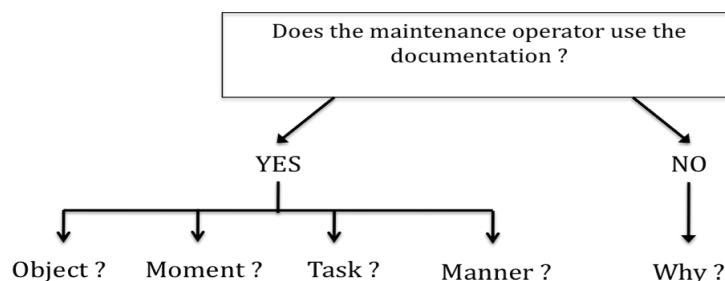 Does the maintenance operator use the
documentation ?
YES
NO
Object ?
Moment ?
Task ?
Manner ?
Why ?